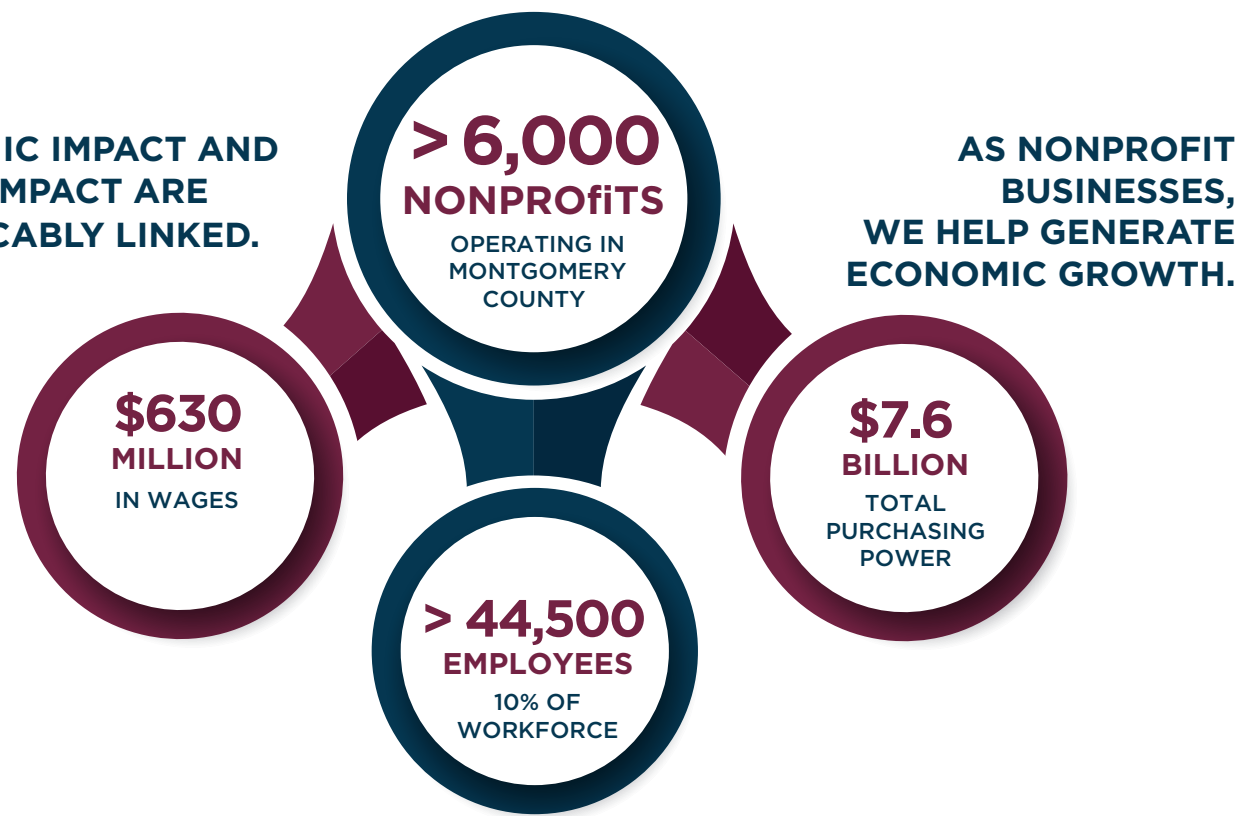 IC IMPACT AND
MPACT ARE
CABLY LINKED.
> 6,000
NONPROfiTS
OPERATING IN
MONTGOMERY
COUNTY
AS NONPROFIT
BUSINESSES,
WE HELP GENERATE
ECONOMIC GROWTH.
$630
MILLION
IN WAGES
> 44,500
EMPLOYEES
10% OF
WORKFORCE
$7.6
BILLION
TOTAL
PURCHASING
POWER